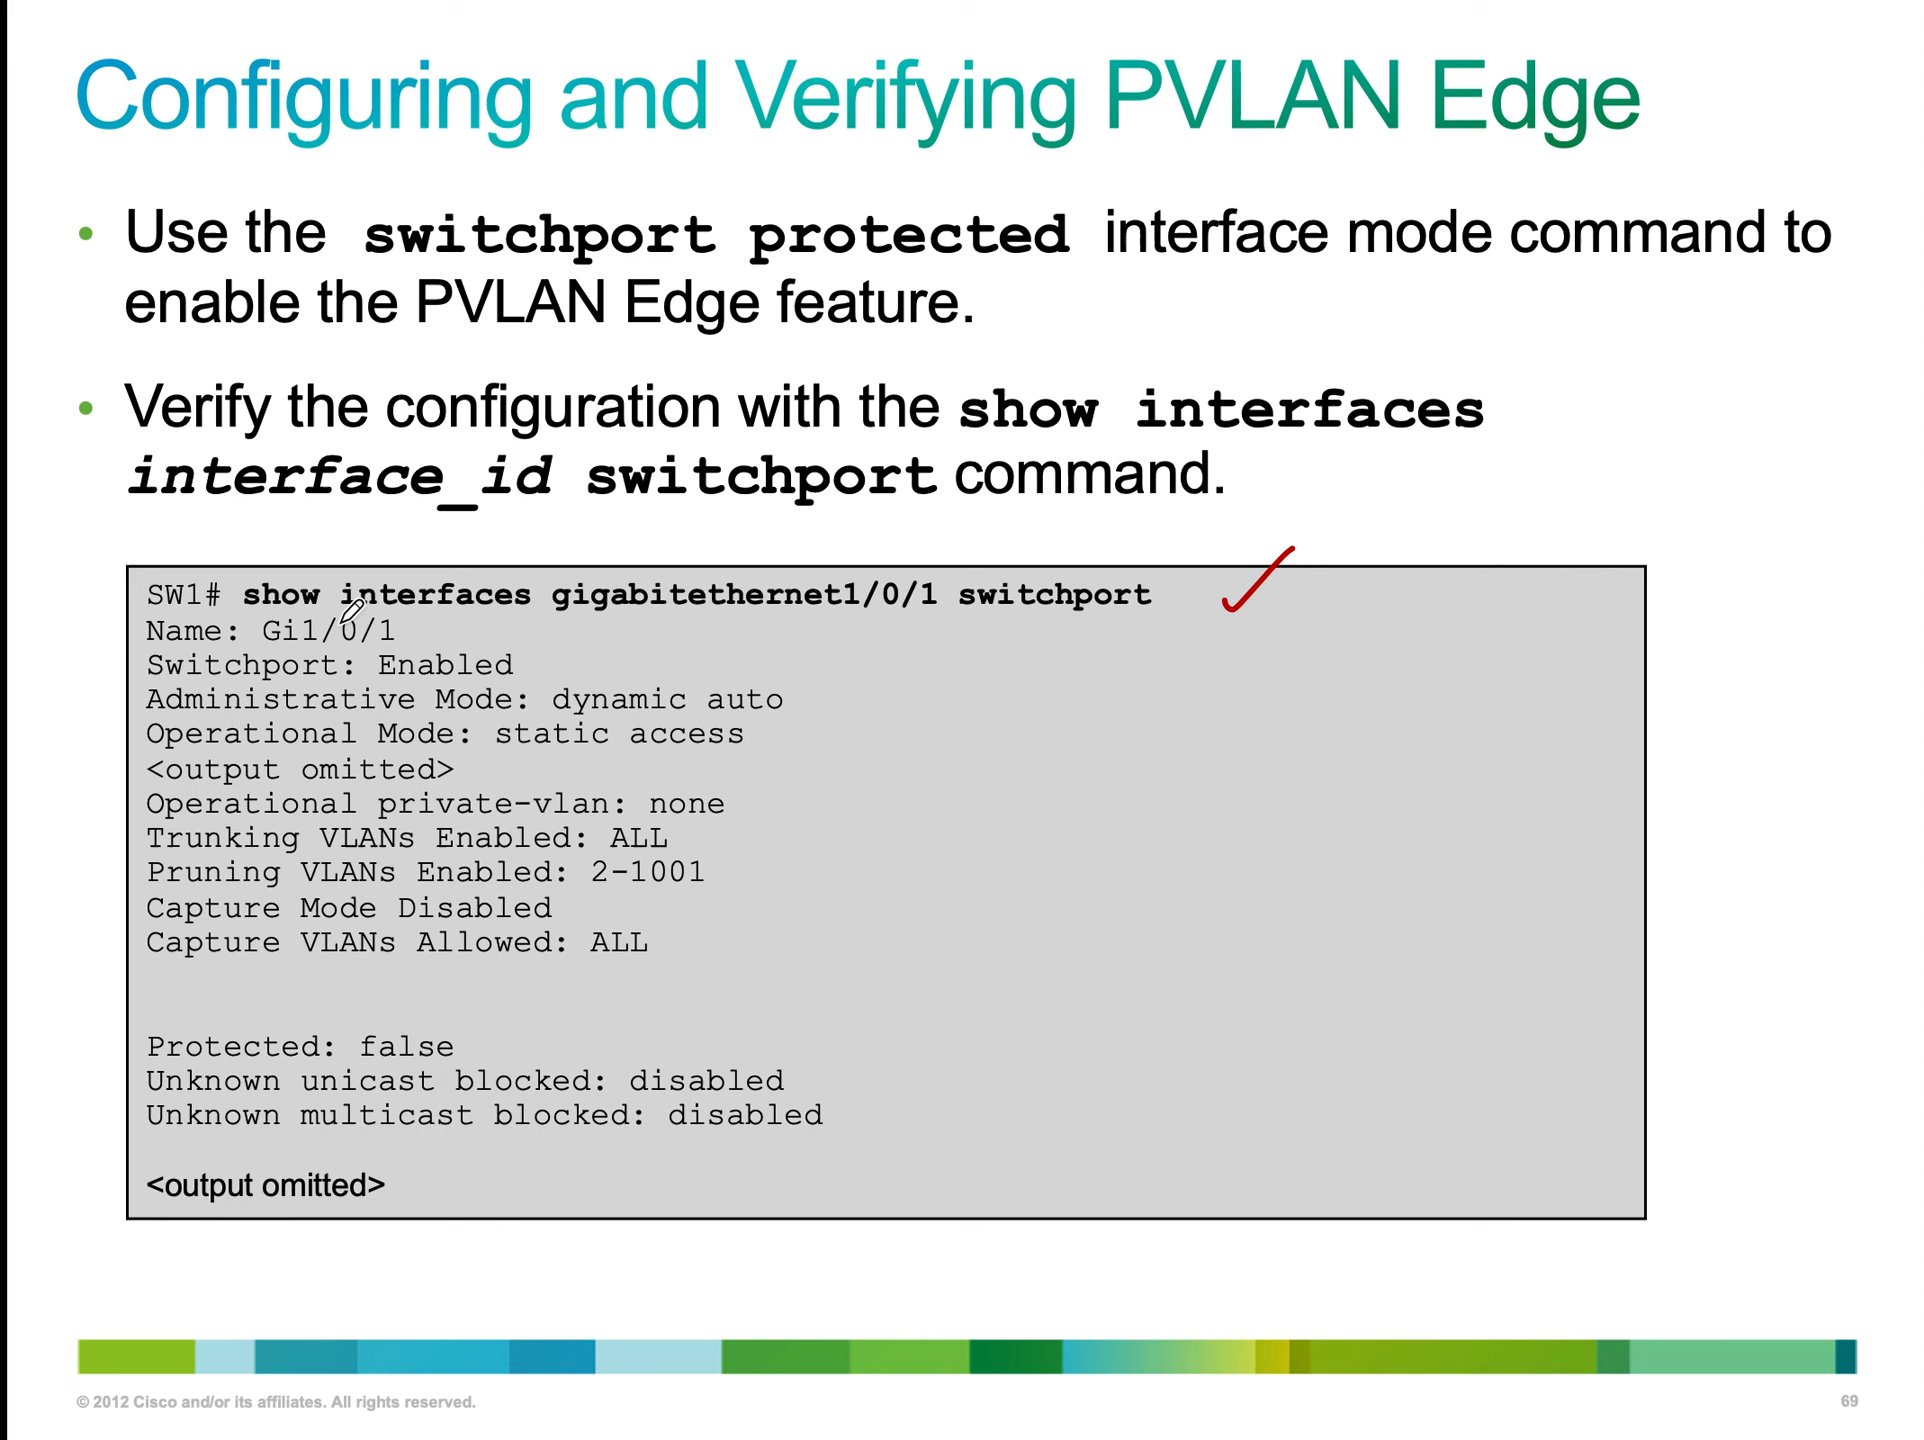 Configuring and Verifying PVLAN Edge
• Use the switchport protected interface mode command to
enable the PVLAN Edge feature.
• Verify the configuration with the show interfaces
interface_id switchport command.
SW1# show interfaces gigabitethernet1/0/1 switchport
Name: Gi1/0/1
Switchport: Enabled
Administrative Mode: dynamic auto
Operational Mode: static access
<output omitted>
Operational private-vlan: none
Trunking VLANs Enabled: ALL
Pruning VLANs Enabled: 2-1001
Capture Mode Disabled
Capture VLANs Allowed: ALL
Protected: false
Unknown unicast blocked: disabled
Unknown multicast blocked: disabled
<output omitted>
© 2012 Cisco and/or its affiliates. All rights reserved.
69